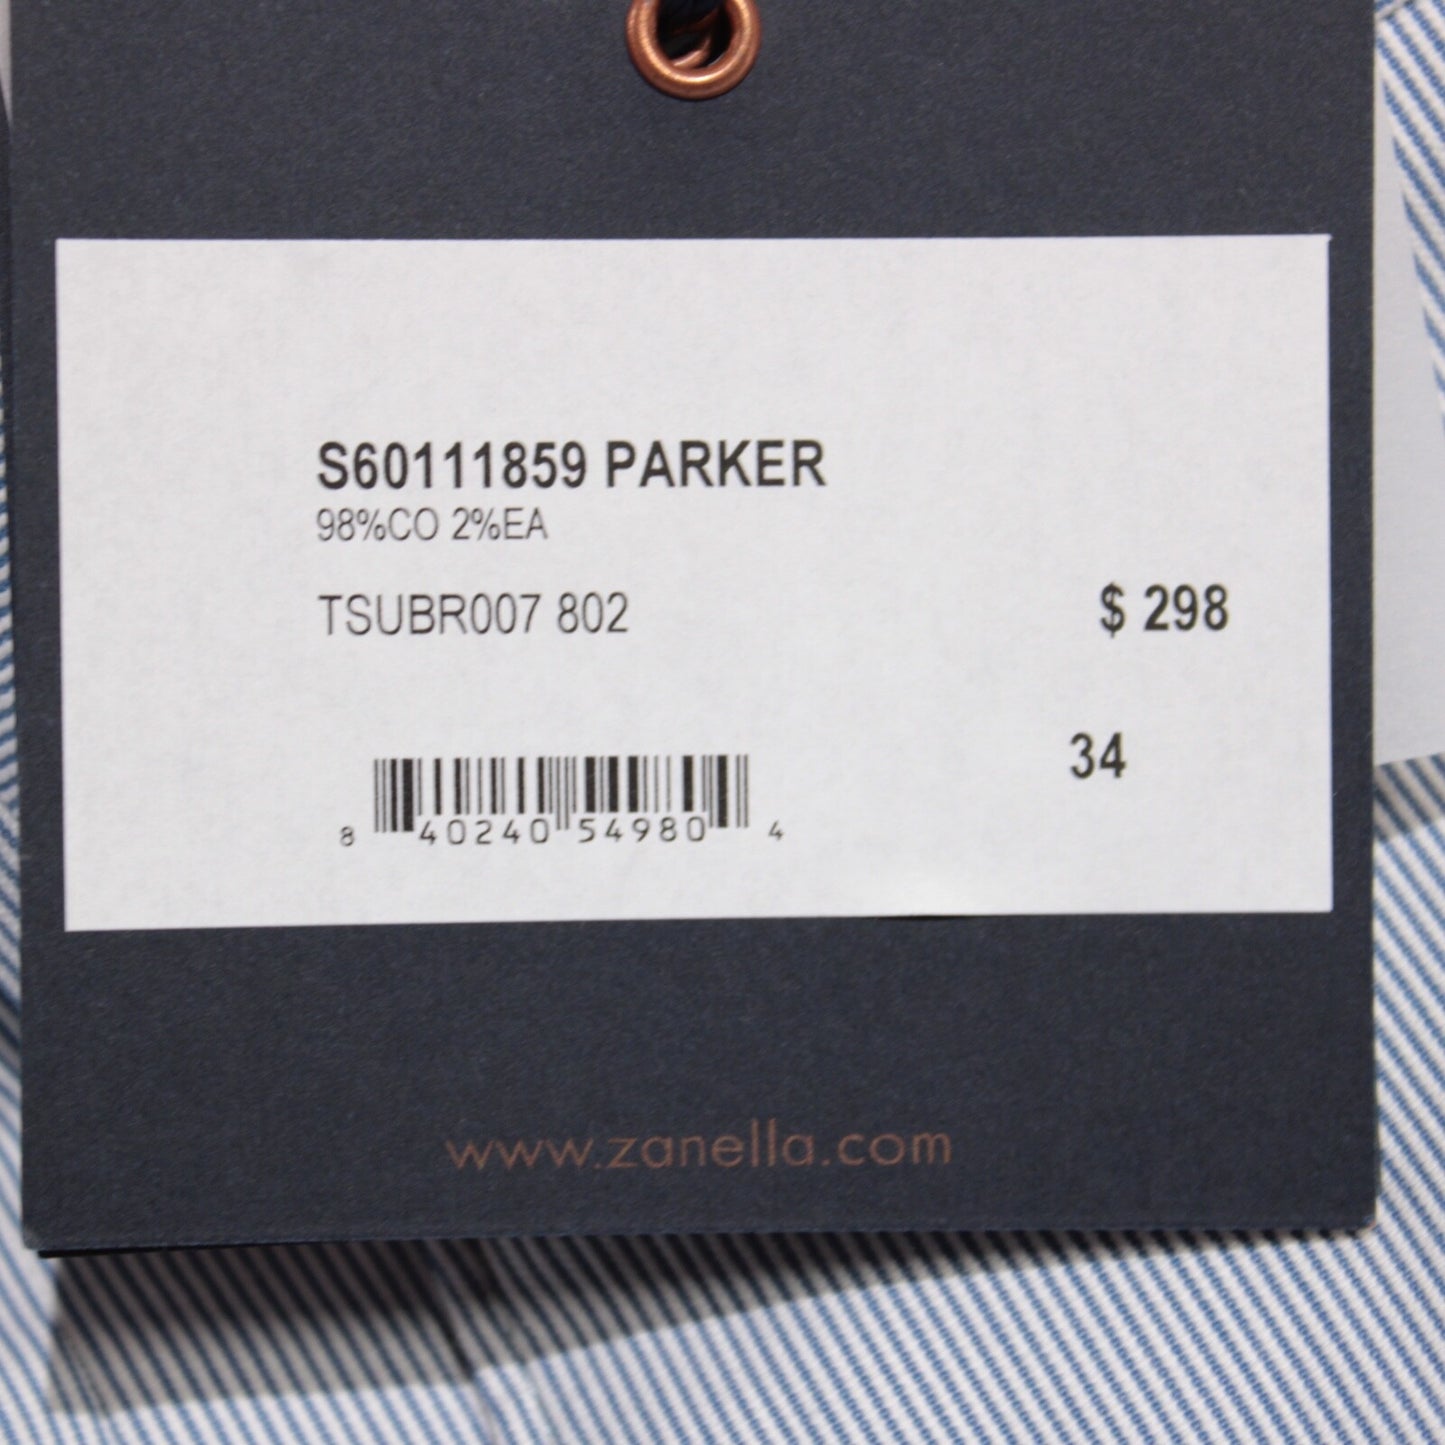 S60111859 PARKER
98%CO 2%EA
TSUBR007 802
$ 298
34
8 40240 54980 4
www.zanella.com